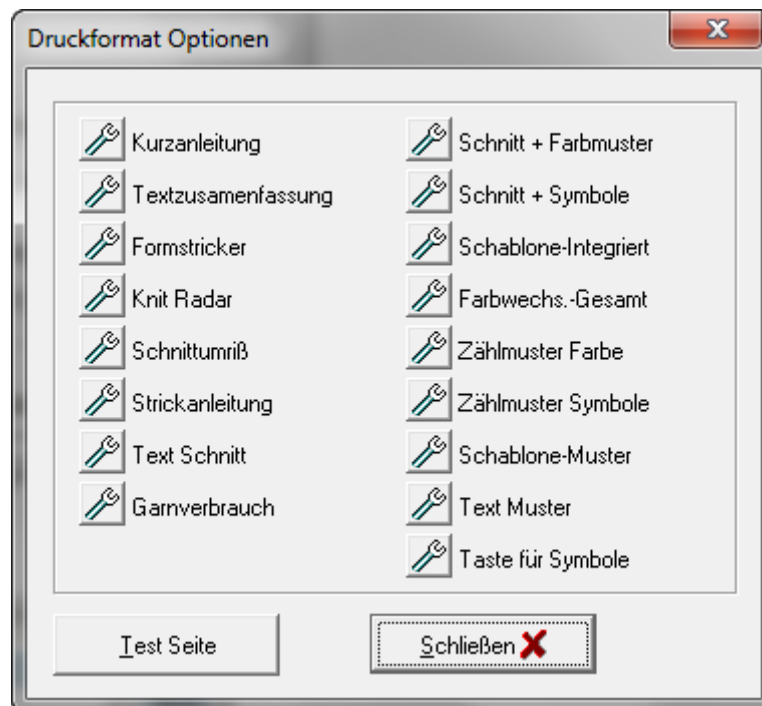 Druckformat Optionen
Kurzanleitung
Textzusamenfassung
Formstricker
Knit Radar
Schnittumriß
Strickanleitung
Text Schnitt
Garnverbrauch
Schnitt + Farbmuster
Schnitt + Symbole
Schablone-Integriert
Farbwechs.-Gesamt
Zählmuster Farbe
Zählmuster Symbole
Schablone-Muster
Text Muster
Taste für Symbole
Test Seite
Schließen